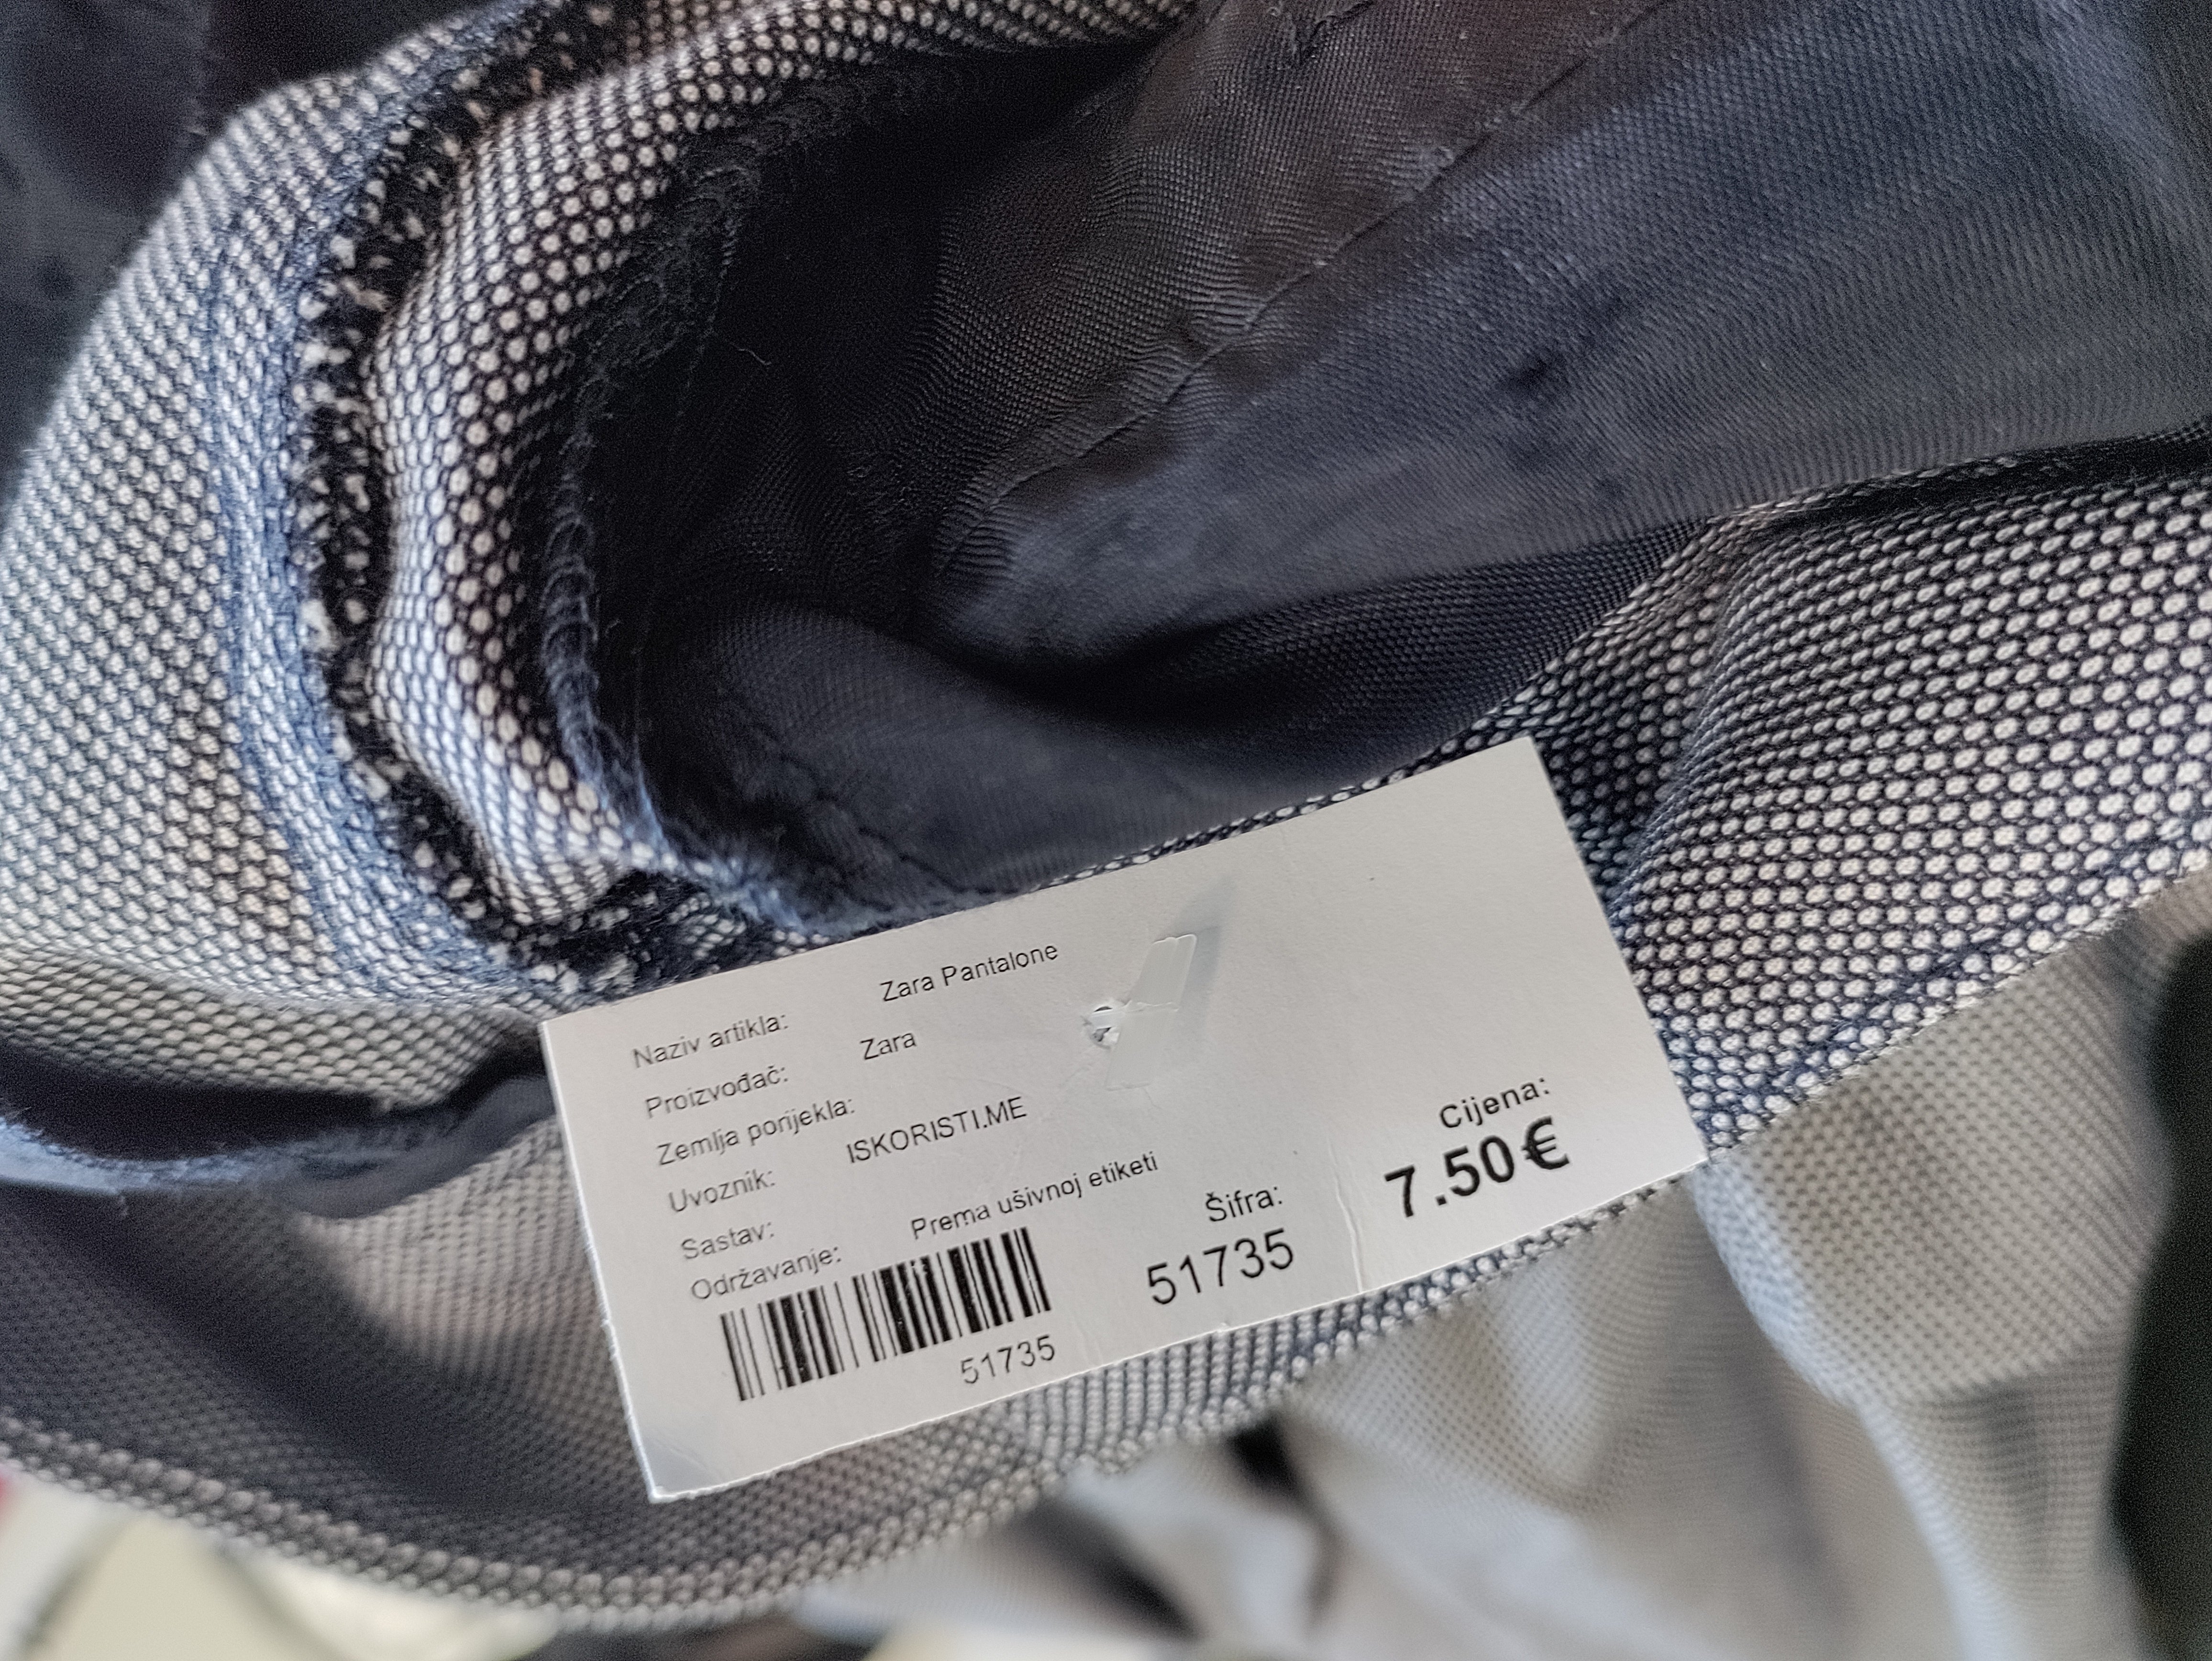 Naziv artikla: Zara Pantalone
Proizvođač: Zara
Zemlja porijekla:
Uvoznik: ISKORISTI.ME
Sastav:
Održavanje: Prema ušivnoj etiketi
51735
Šifra:
51735
Cijena:
7.50€